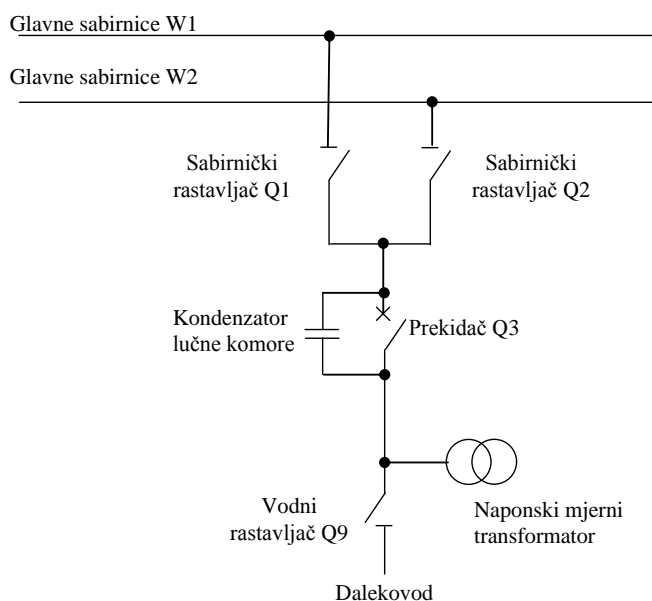 Glavne sabirnice W1
Glavne sabirnice W2
Sabirnički
rastavljač Q1
Sabirnički
rastavljač Q2
Kondenzator
lučne komore
Prekidač Q3
Vodni
rastavljač Q9
Naponski mjerni
transformator
Dalekovod